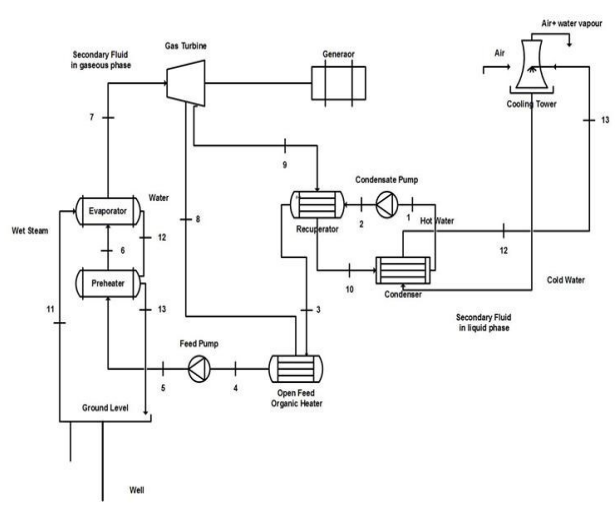 Air+ water vapour
Gas Turbine
Secondary Fluid
in gaseous phase
Generaor
Air
Cooling Tower
7
13
9
Condensate Pump
Evaporator
Water
2
1
Hot Water
8
Recuperator
Wet Steam
6
12
12
Preheater
10
Condenser
Cold Water
11
13
3
Secondary Fluid
in liquid phase
Feed Pump
5
4
Open Feed
Organic Heater
Ground Level
Well